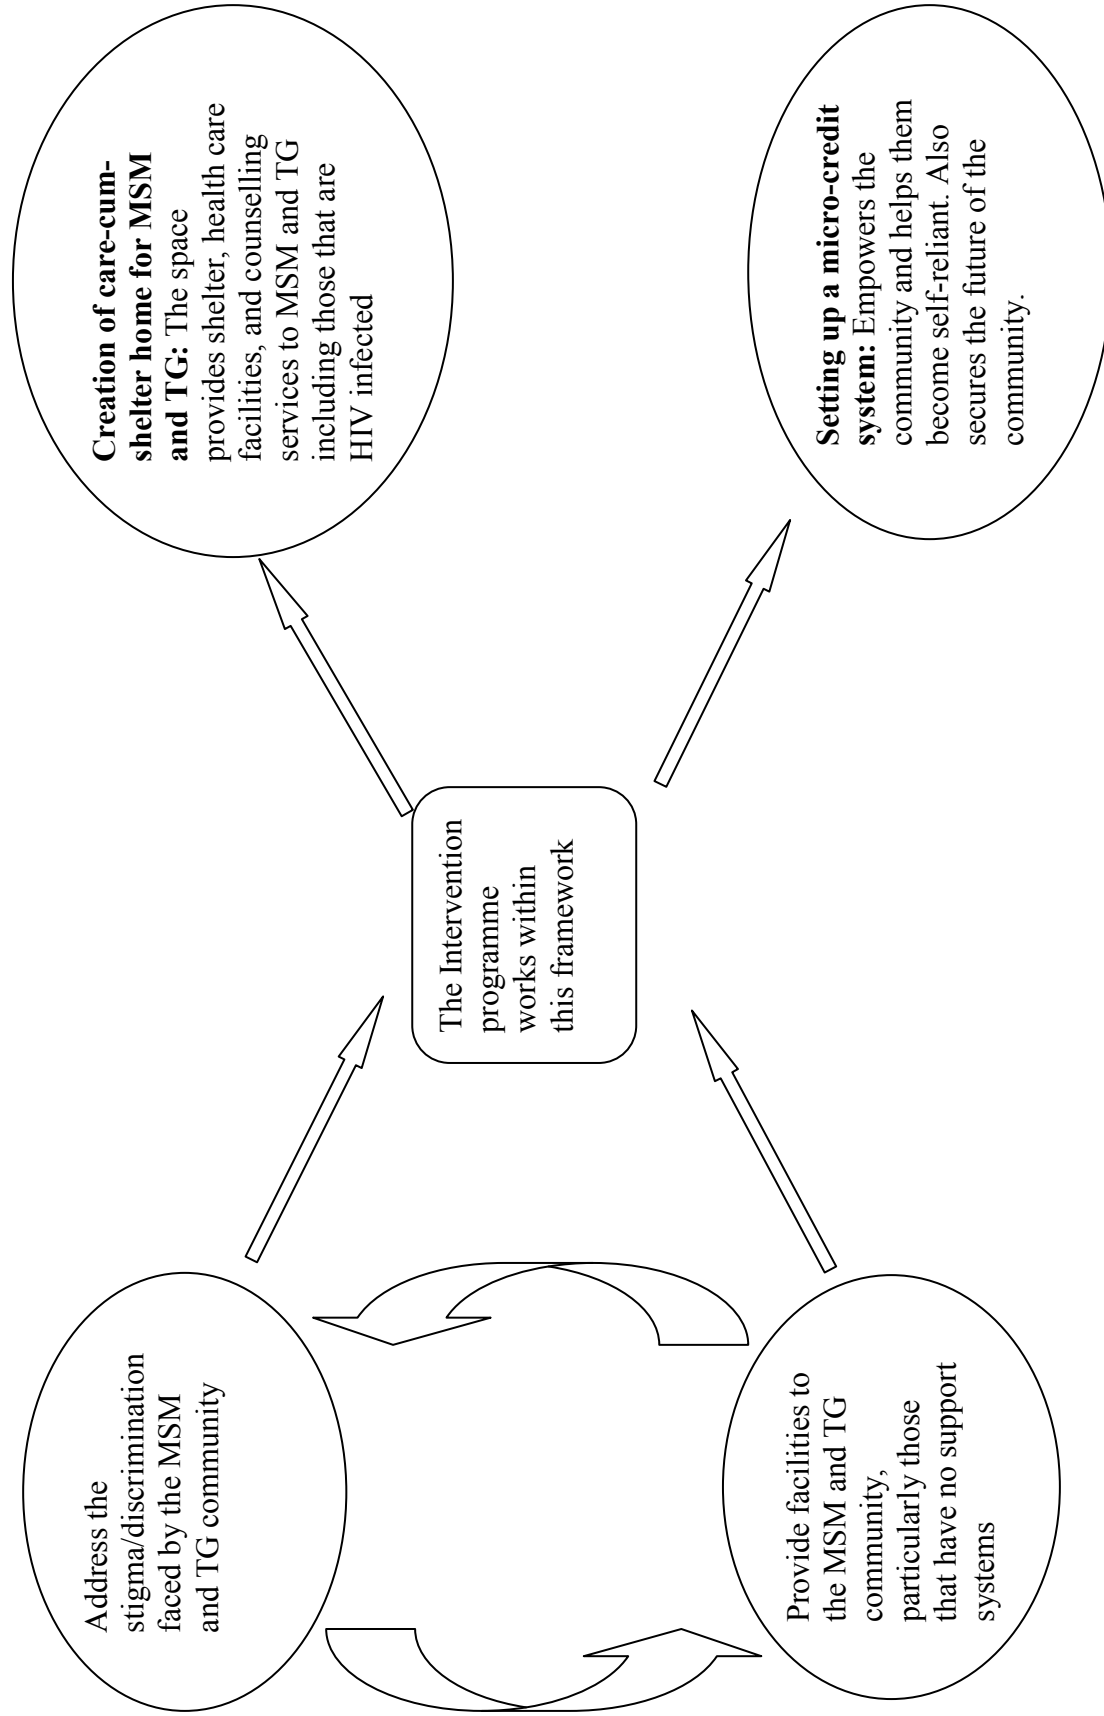 Address the
stigma/discrimination
faced by the MSM
and TG community
Provide facilities to
the MSM and TG
community,
particularly those
that have no support
systems
The Intervention
programme
works within
this framework
Creation of care-cum-
shelter home for MSM
and TG: The space
provides shelter, health care
facilities, and counselling
services to MSM and TG
including those that are
HIV infected
Setting up a micro-credit
system: Empowers the
community and helps them
become self-reliant. Also
secures the future of the
community.